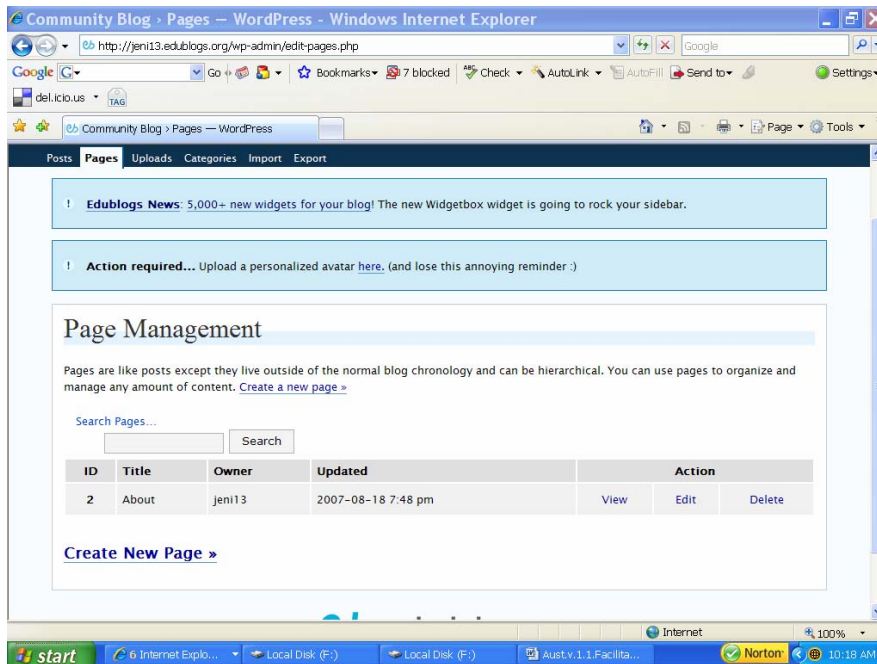 Community Blog › Pages — WordPress - Windows Internet Explorer
http://jeni13.edublogs.org/wp-admin/edit-pages.php
Google
Google G Go Bookmarks 7 blocked ABC Check AutoLink AutoFill Send to Settings
del.icio.us TAG
Community Blog › Pages — WordPress Page Tools
Posts Pages Uploads Categories Import Export
! Edublogs News: 5,000+ new widgets for your blog! The new Widgetbox widget is going to rock your sidebar.
! Action required... Upload a personalized avatar here. (and lose this annoying reminder :)
Page Management
Pages are like posts except they live outside of the normal blog chronology and can be hierarchical. You can use pages to organize and
manage any amount of content. Create a new page »
Search Pages...
Search
ID Title Owner Updated Action
2 About jeni13 2007-08-18 7:48 pm View Edit Delete
Create New Page »
Internet 100%
start 6 Internet Explo... Local Disk (F:) Local Disk (F:) Aust.v.1.1.Facilita... Norton 10:18 AM